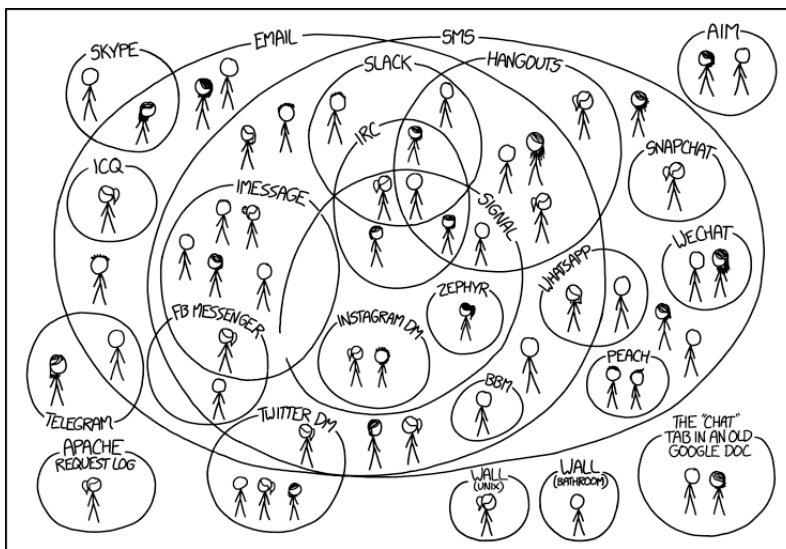 SKYPE
EMAIL
SMS
AIM
SLACK
HANGOUTS
IRC
SNAPCHAT
ICQ
IMESSAGE
SIGNAL
WECHAT
WHATSAPP
ZEPHYR
FB MESSENGER
INSTAGRAM DM
PEACH
BBM
TELEGRAM
TWITTER DM
THE "CHAT"
TAB IN AN OLD
GOOGLE DOC
APACHE
REQUEST LOG
WALL
(UNIX)
WALL
(BATHROOM)